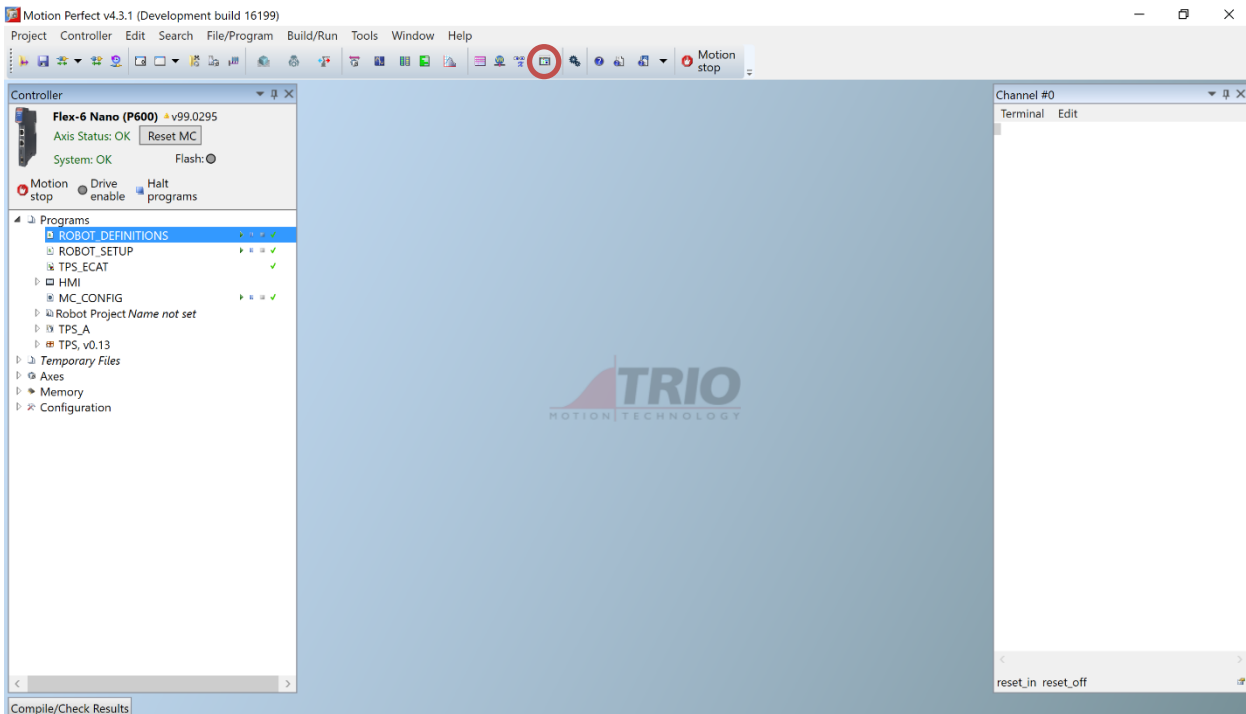 Motion Perfect v4.3.1 (Development build 16199)
Project Controller Edit Search File/Program Build/Run Tools Window Help
Motion stop
Controller
Flex-6 Nano (P600) v99.0295
Axis Status: OK Reset MC
System: OK Flash:
Motion stop Drive enable Halt programs
Programs
ROBOT_DEFINITIONS
ROBOT_SETUP
TPS_ECAT
HMI
MC_CONFIG
Robot Project Name not set
TPS_A
TPS, v0.13
Temporary Files
Axes
Memory
Configuration
Compile/Check Results
TRIO
MOTION TECHNOLOGY
Channel #0
Terminal Edit
reset_in reset_off